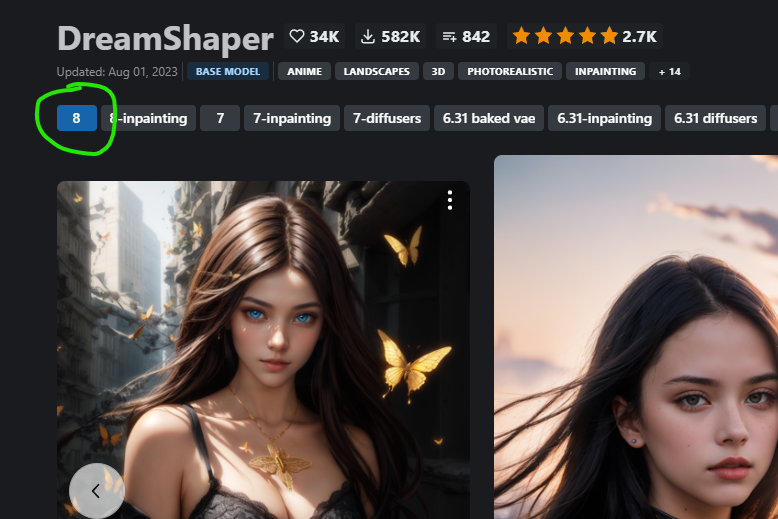 DreamShaper 34K 582K 842 2.7K
Updated: Aug 01, 2023 BASE MODEL ANIME LANDSCAPES 3D PHOTOREALISTIC INPAINTING + 14
8 8-inpainting 7 7-inpainting 7-diffusers 6.31 baked vae 6.31-inpainting 6.31 diffusers